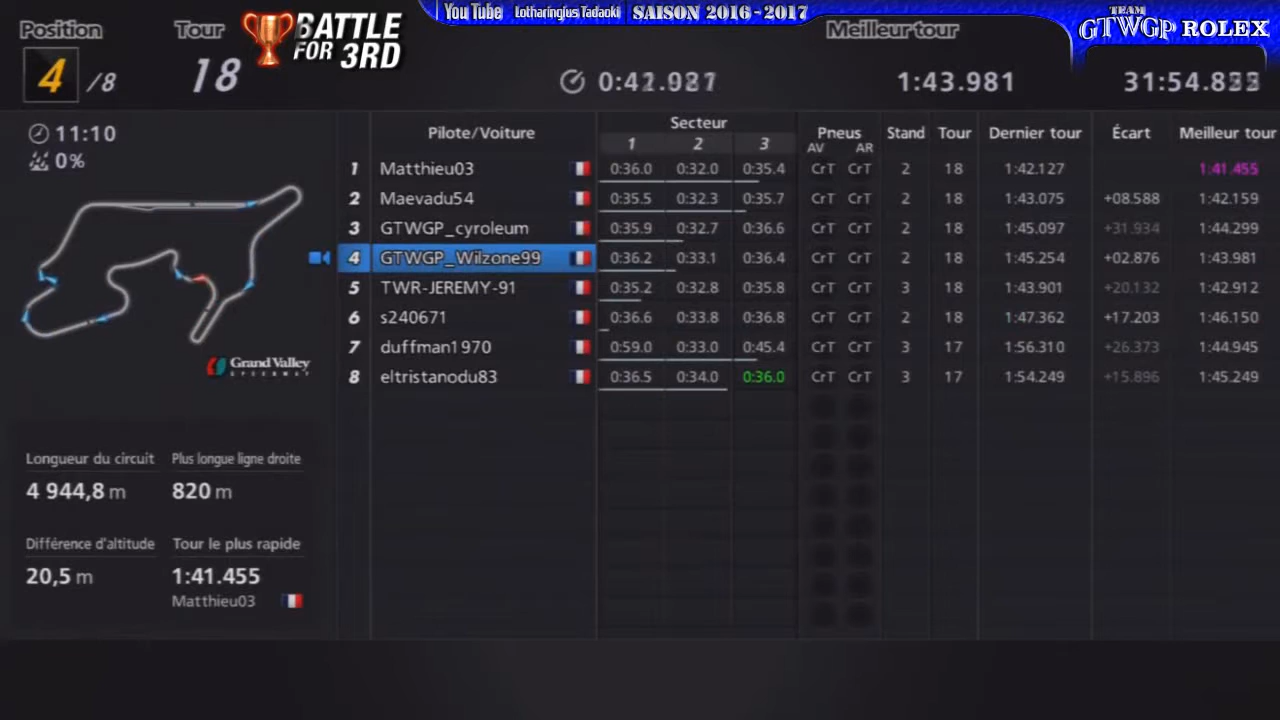 YouTube Lotharingius Tadaoki SAISON 2016 - 2017
TEAM
GTWGP ROLEX
Position Tour BATTLE FOR 3RD Meilleur tour
4 /8 18 1:43.981
11:10
0%
Pilote/Voiture Secteur Pneus Stand Tour Dernier tour Écart Meilleur tour
1 2 3 AV AR
1 Matthieu03 0:36.0 0:32.0 0:35.4 CrT CrT 2 18 1:42.127 1:41.455
2 Maevadu54 0:35.5 0:32.3 0:35.7 CrT CrT 2 18 1:43.075 +08.588 1:42.159
3 GTWGP_cyroleum 0:35.9 0:32.7 0:36.6 CrT CrT 2 18 1:45.097 +31.934 1:44.299
4 GTWGP_Wilzone99 0:36.2 0:33.1 0:36.4 CrT CrT 2 18 1:45.254 +02.876 1:43.981
5 TWR-JEREMY-91 0:35.2 0:32.8 0:35.8 CrT CrT 3 18 1:43.901 +20.132 1:42.912
6 s240671 0:36.6 0:33.8 0:36.8 CrT CrT 2 18 1:47.362 +17.203 1:46.150
7 duffman1970 0:59.0 0:33.0 0:45.4 CrT CrT 3 17 1:56.310 +26.373 1:44.945
8 eltristanodu83 0:36.5 0:34.0 0:36.0 CrT CrT 3 17 1:54.249 +15.896 1:45.249
Grand Valley
SPEEDWAY
Longueur du circuit Plus longue ligne droite
4 944,8 m 820 m
Différence d'altitude Tour le plus rapide
20,5 m 1:41.455
Matthieu03